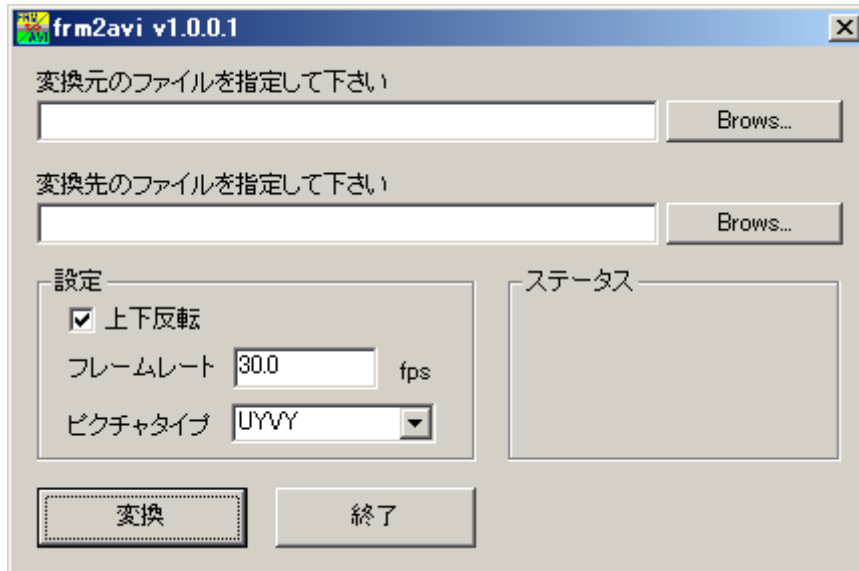 frm2avi v1.0.0.1
変換元のファイルを指定して下さい
Brows...
変換先のファイルを指定して下さい
Brows...
設定
上下反転
フレームレート 30.0 fps
ピクチャタイプ UYVY
ステータス
変換 終了